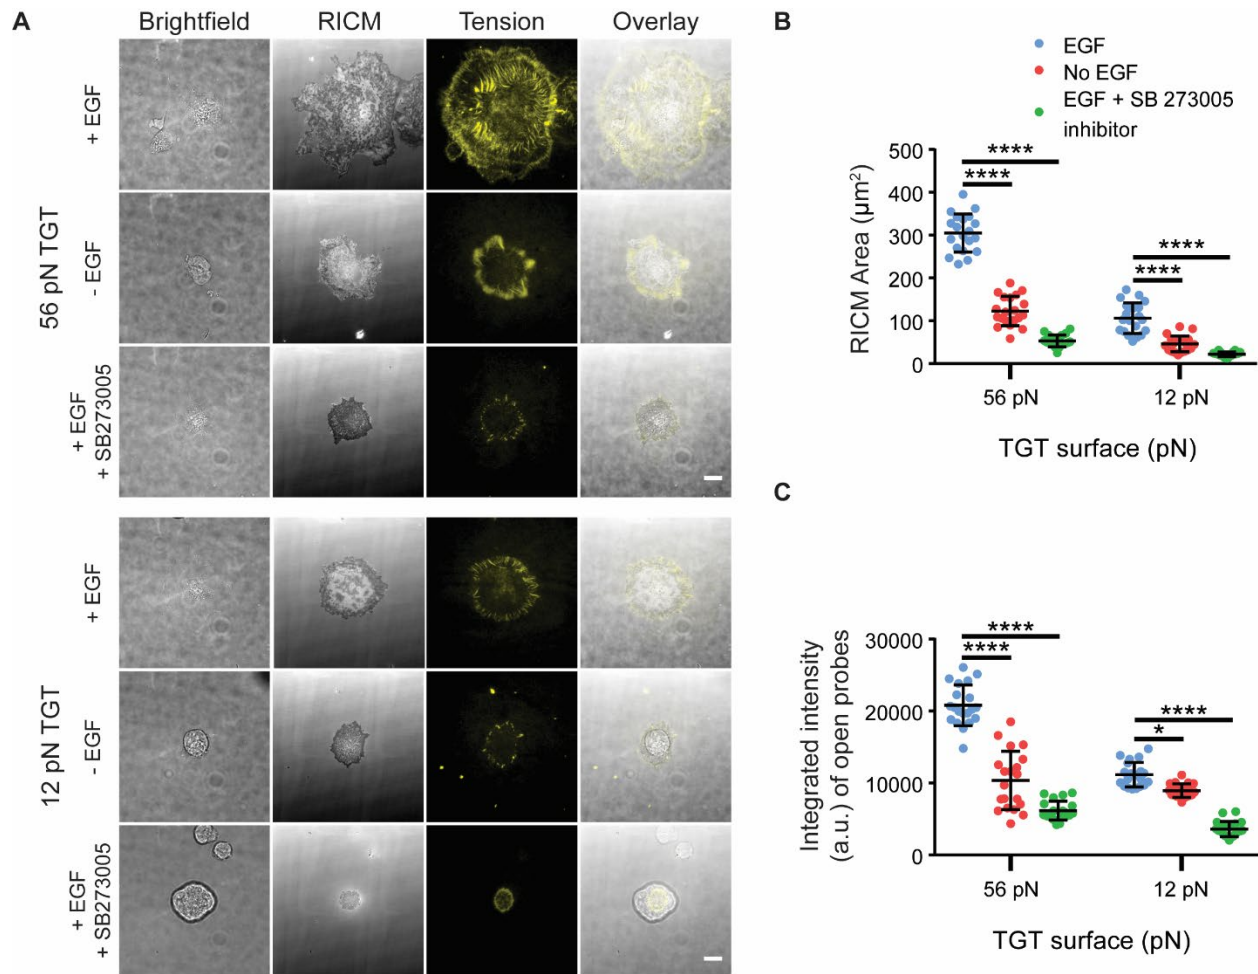 A
Brightfield
RICM
Tension
Overlay
56 pN TGT
+ EGF
- EGF
+ EGF
+ SB273005
12 pN TGT
+ EGF
- EGF
+ EGF
+ SB273005
B
EGF
No EGF
EGF + SB 273005
inhibitor
RICM Area (µm²)
500
400
300
200
100
0
****
****
****
****
56 pN
12 pN
TGT surface (pN)
C
Integrated intensity
(a.u.) of open probes
30000
20000
10000
0
****
****
****
*
56 pN
12 pN
TGT surface (pN)